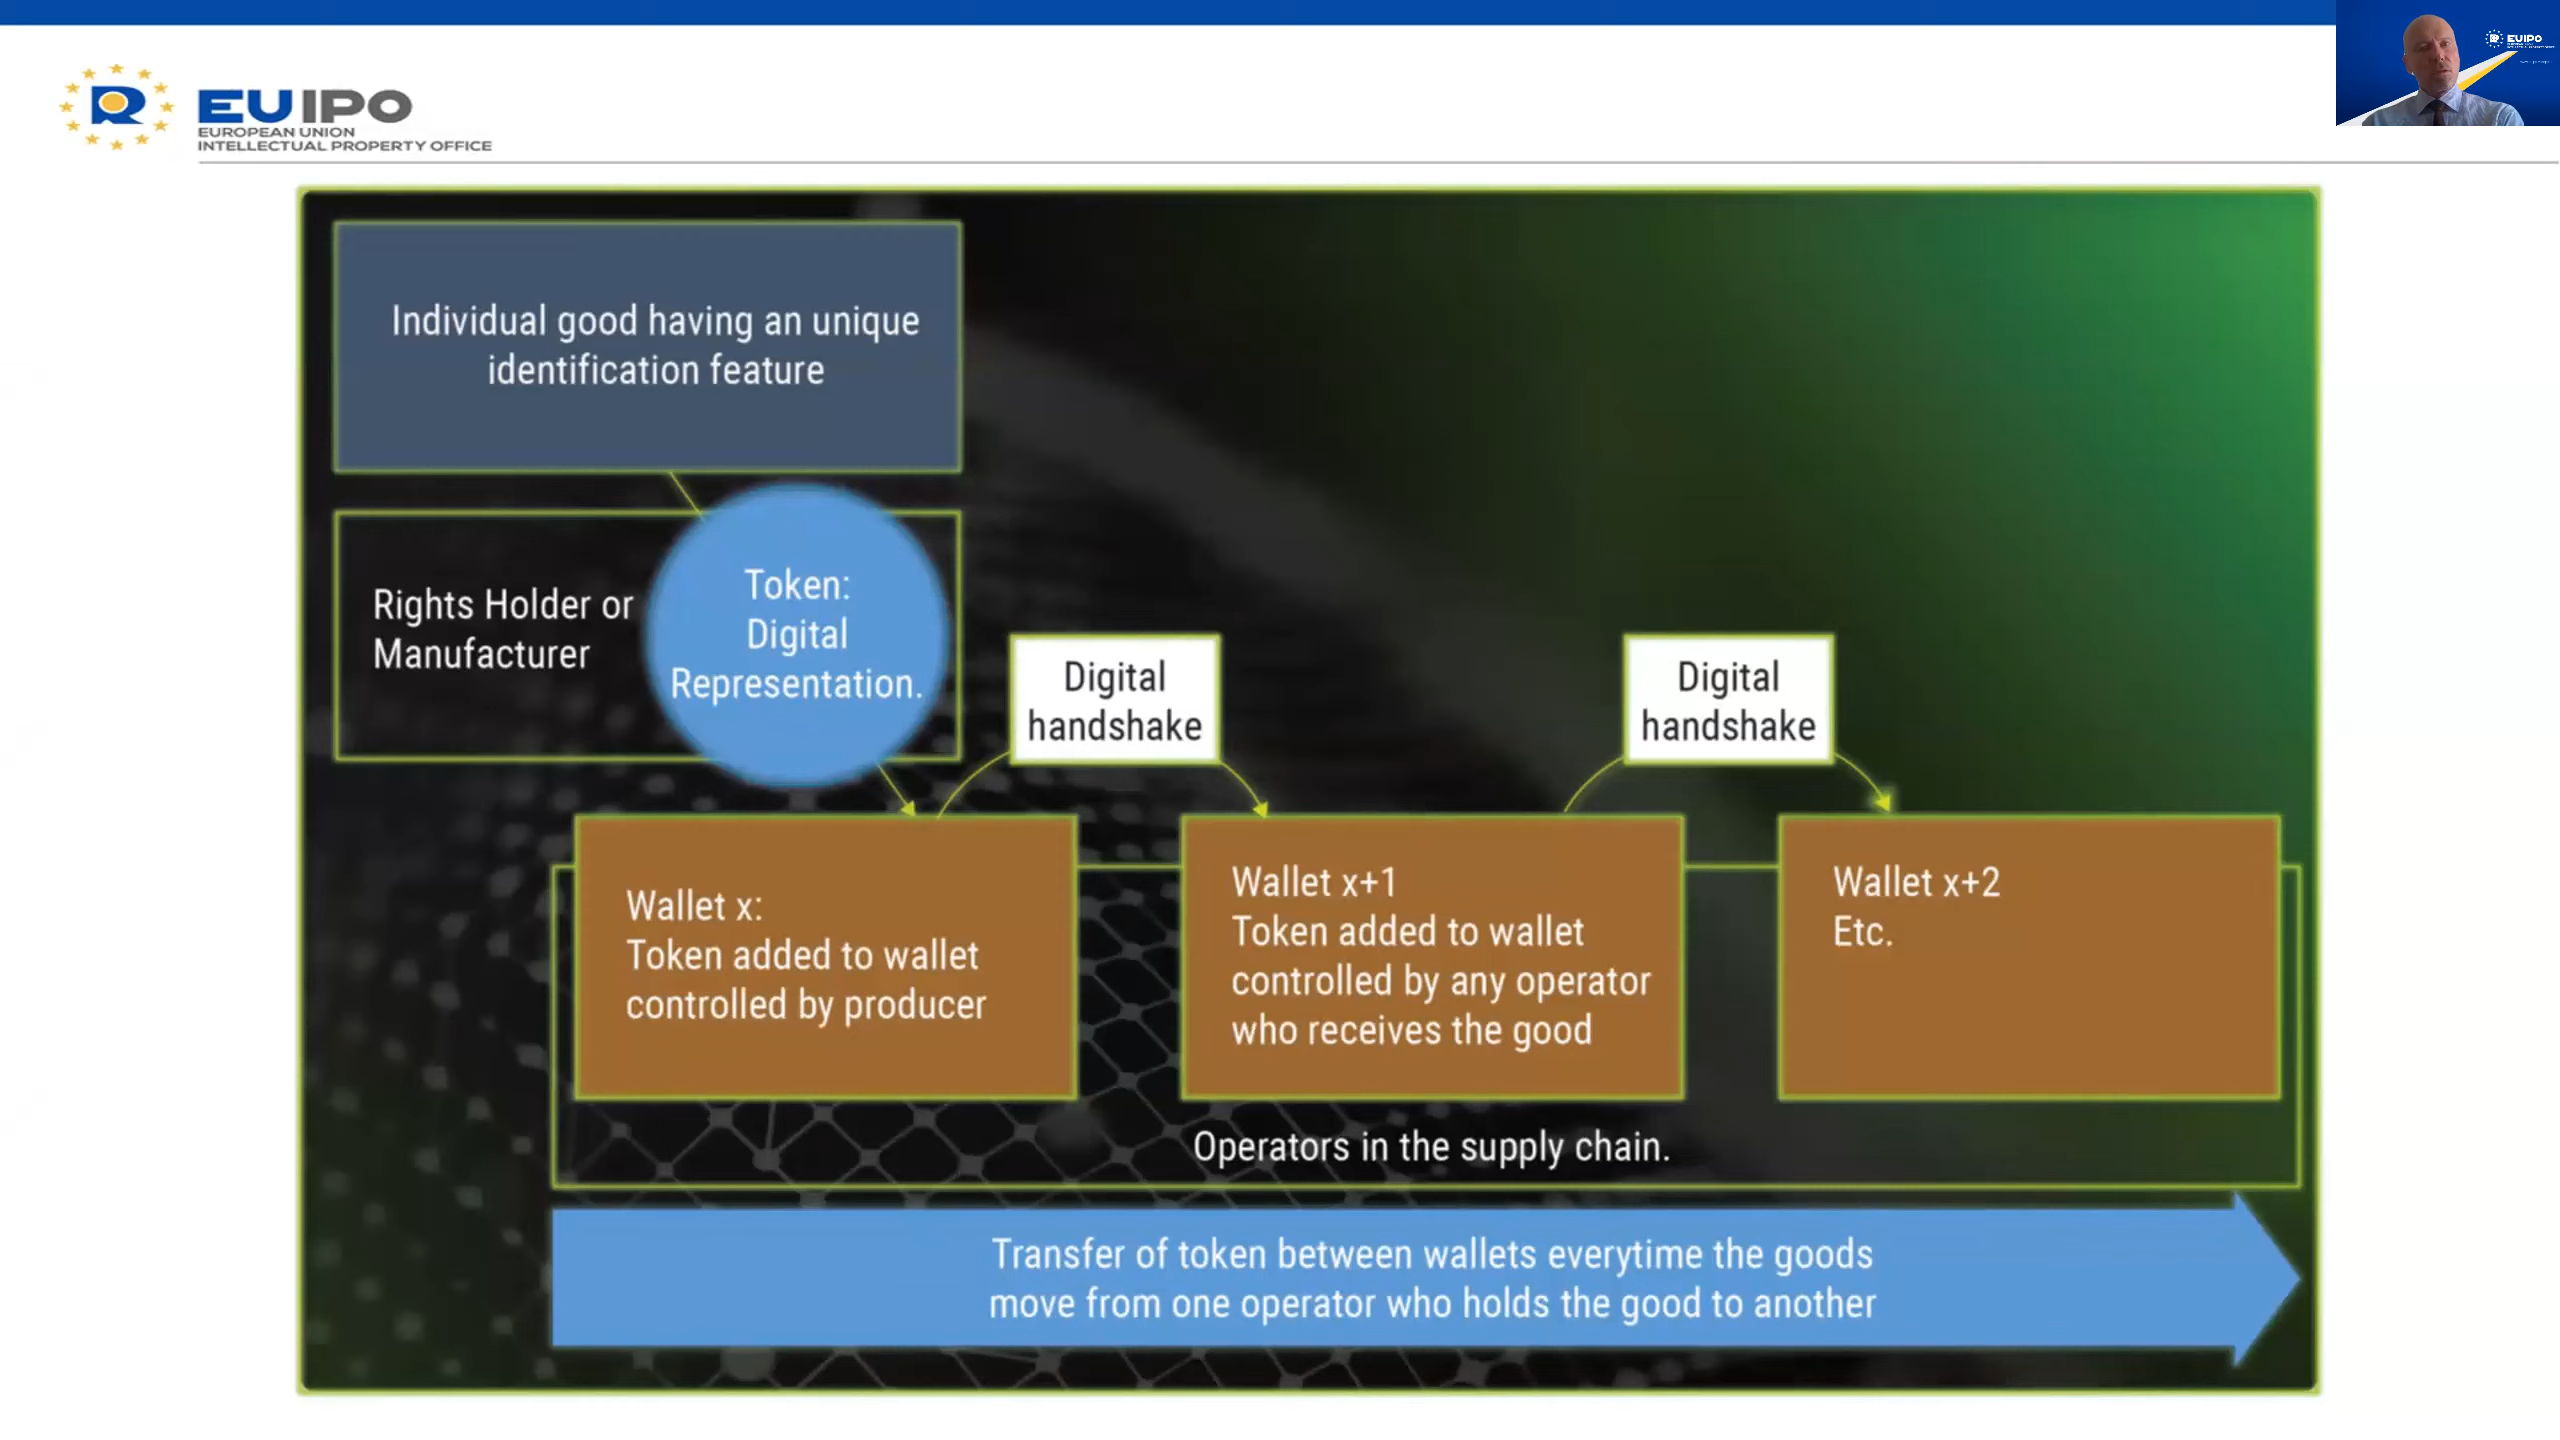 EUIPO
EUROPEAN UNION
INTELLECTUAL PROPERTY OFFICE
EUIPO
Individual good having an unique
identification feature
Rights Holder or
Manufacturer
Token:
Digital
Representation.
Digital
handshake
Digital
handshake
Wallet x:
Token added to wallet
controlled by producer
Wallet x+1
Token added to wallet
controlled by any operator
who receives the good
Wallet x+2
Etc.
Operators in the supply chain.
Transfer of token between wallets everytime the goods
move from one operator who holds the good to another